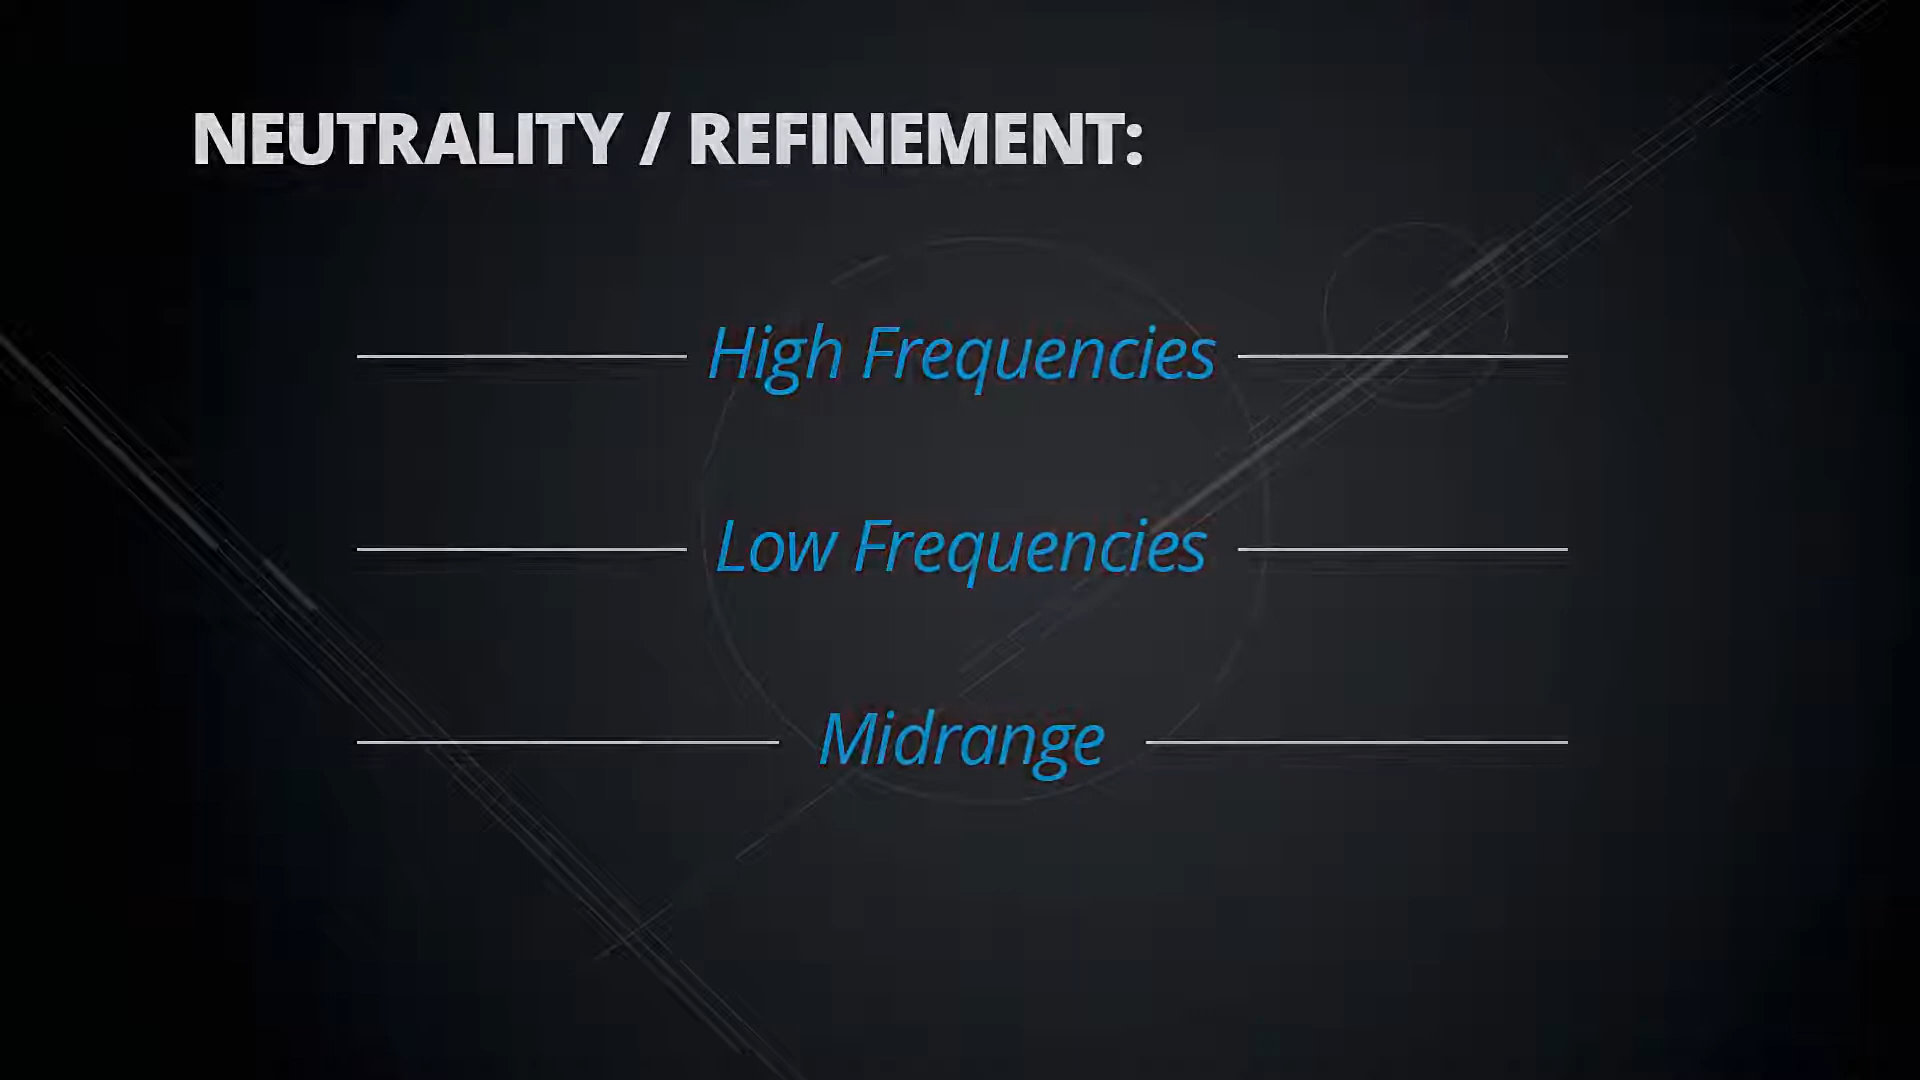 NEUTRALITY / REFINEMENT:
High Frequencies
Low Frequencies
Midrange